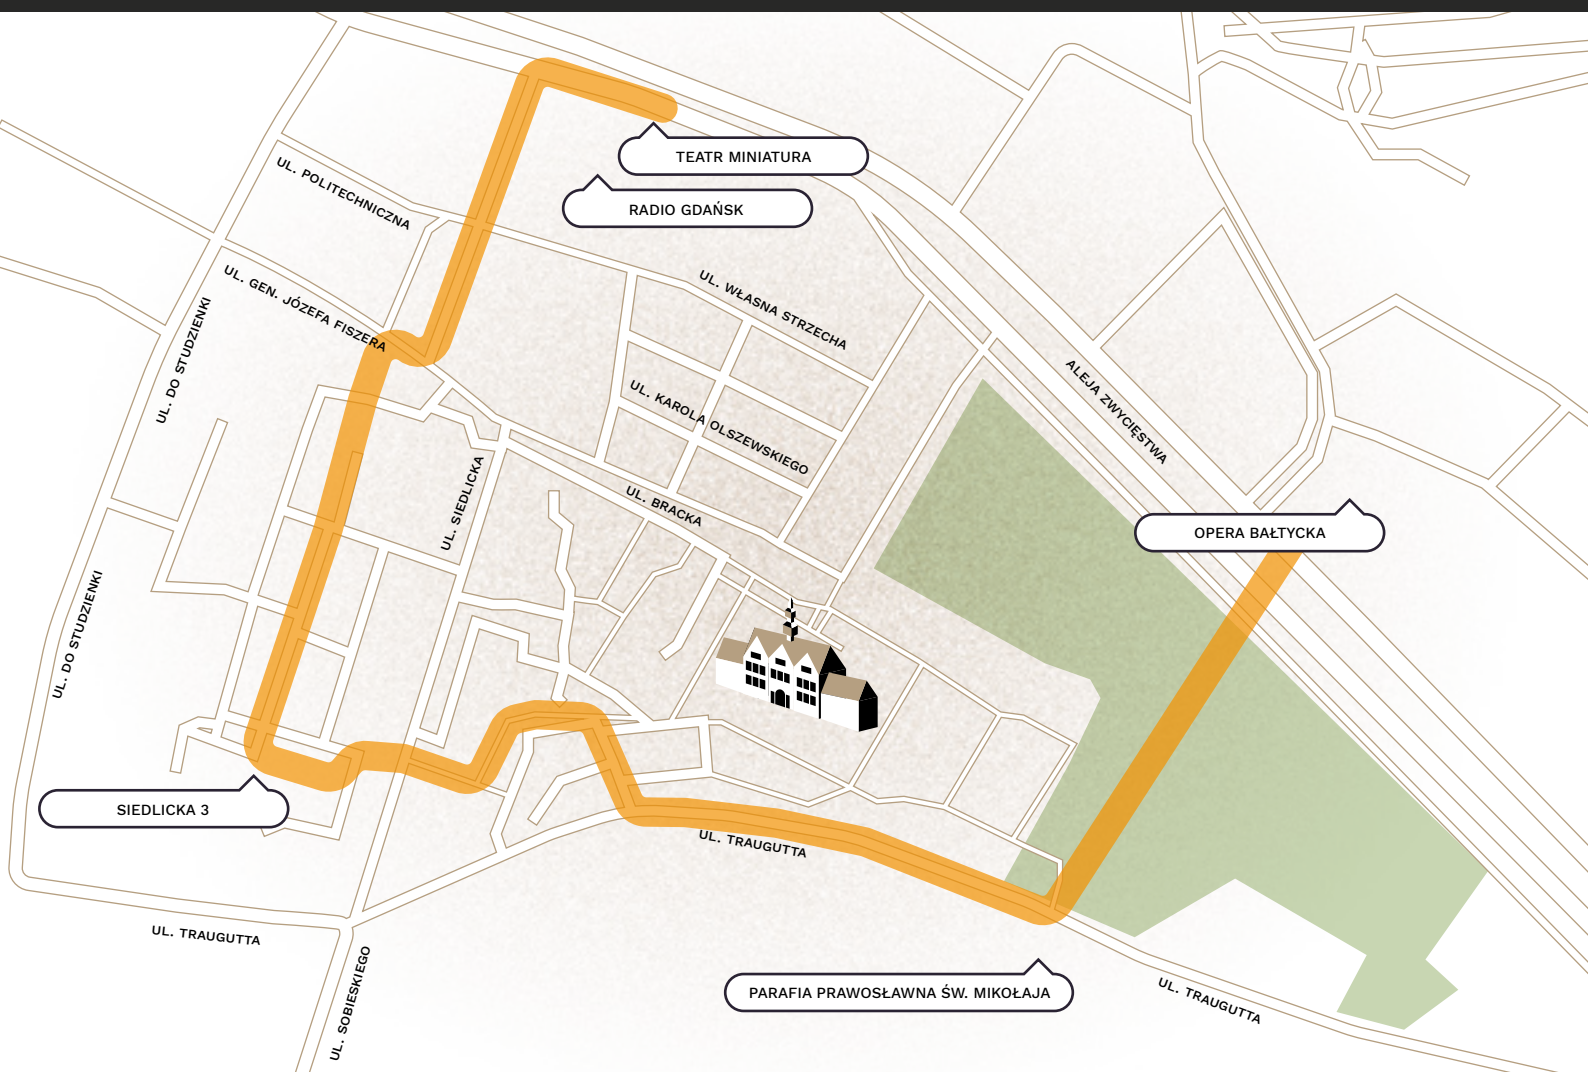 TEATR MINIATURA
UL. POLITECHNICZNA
RADIO GDAŃSK
UL. GEN. JÓZEFA FISZERA
UL. WŁASNA STRZECHA
UL. DO STUDZIENKI
ALEJA ZWYCIĘSTWA
UL. KAROLA OLSZEWSKIEGO
UL. SIEDLICKA
UL. BRACKA
OPERA BAŁTYCKA
UL. DO STUDZIENKI
SIEDLICKA 3
UL. TRAUGUTTA
UL. TRAUGUTTA
UL. SOBIESKIEGO
PARAFIA PRAWOSŁAWNA ŚW. MIKOŁAJA
UL. TRAUGUTTA